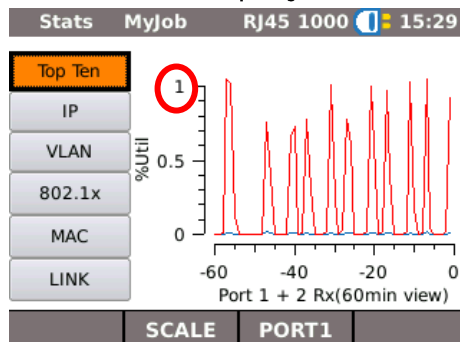 Stats MyJob RJ45 1000 15:29
Top Ten
IP
VLAN
802.1x
MAC
LINK
%Util
1
0.5
0
-60 -40 -20 0
Port 1 + 2 Rx(60min view)
SCALE PORT1